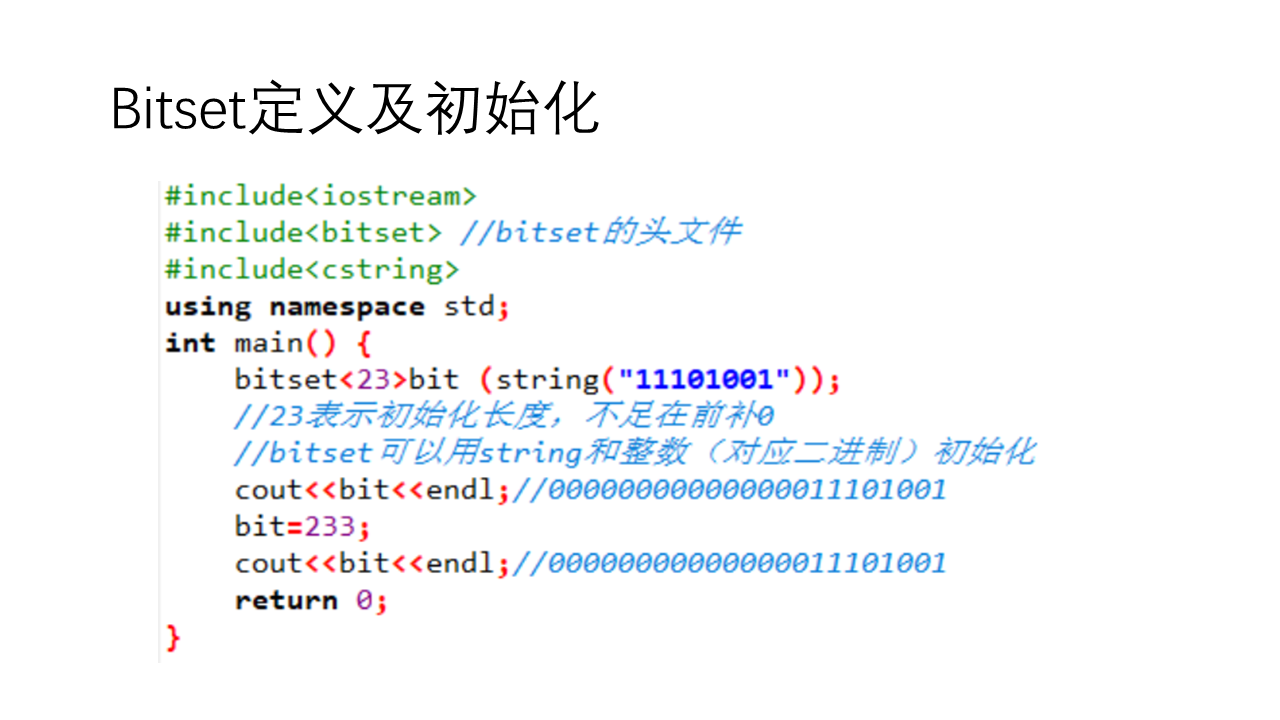 Bitset定义及初始化
#include<iostream>
#include<bitset> //bitset的头文件
#include<cstring>
using namespace std;
int main() {
    bitset<23>bit (string("11101001"));
    //23表示初始化长度，不足在前补0
    //bitset可以用string和整数（对应二进制）初始化
    cout<<bit<<endl;//00000000000000011101001
    bit=233;
    cout<<bit<<endl;//00000000000000011101001
    return 0;
}